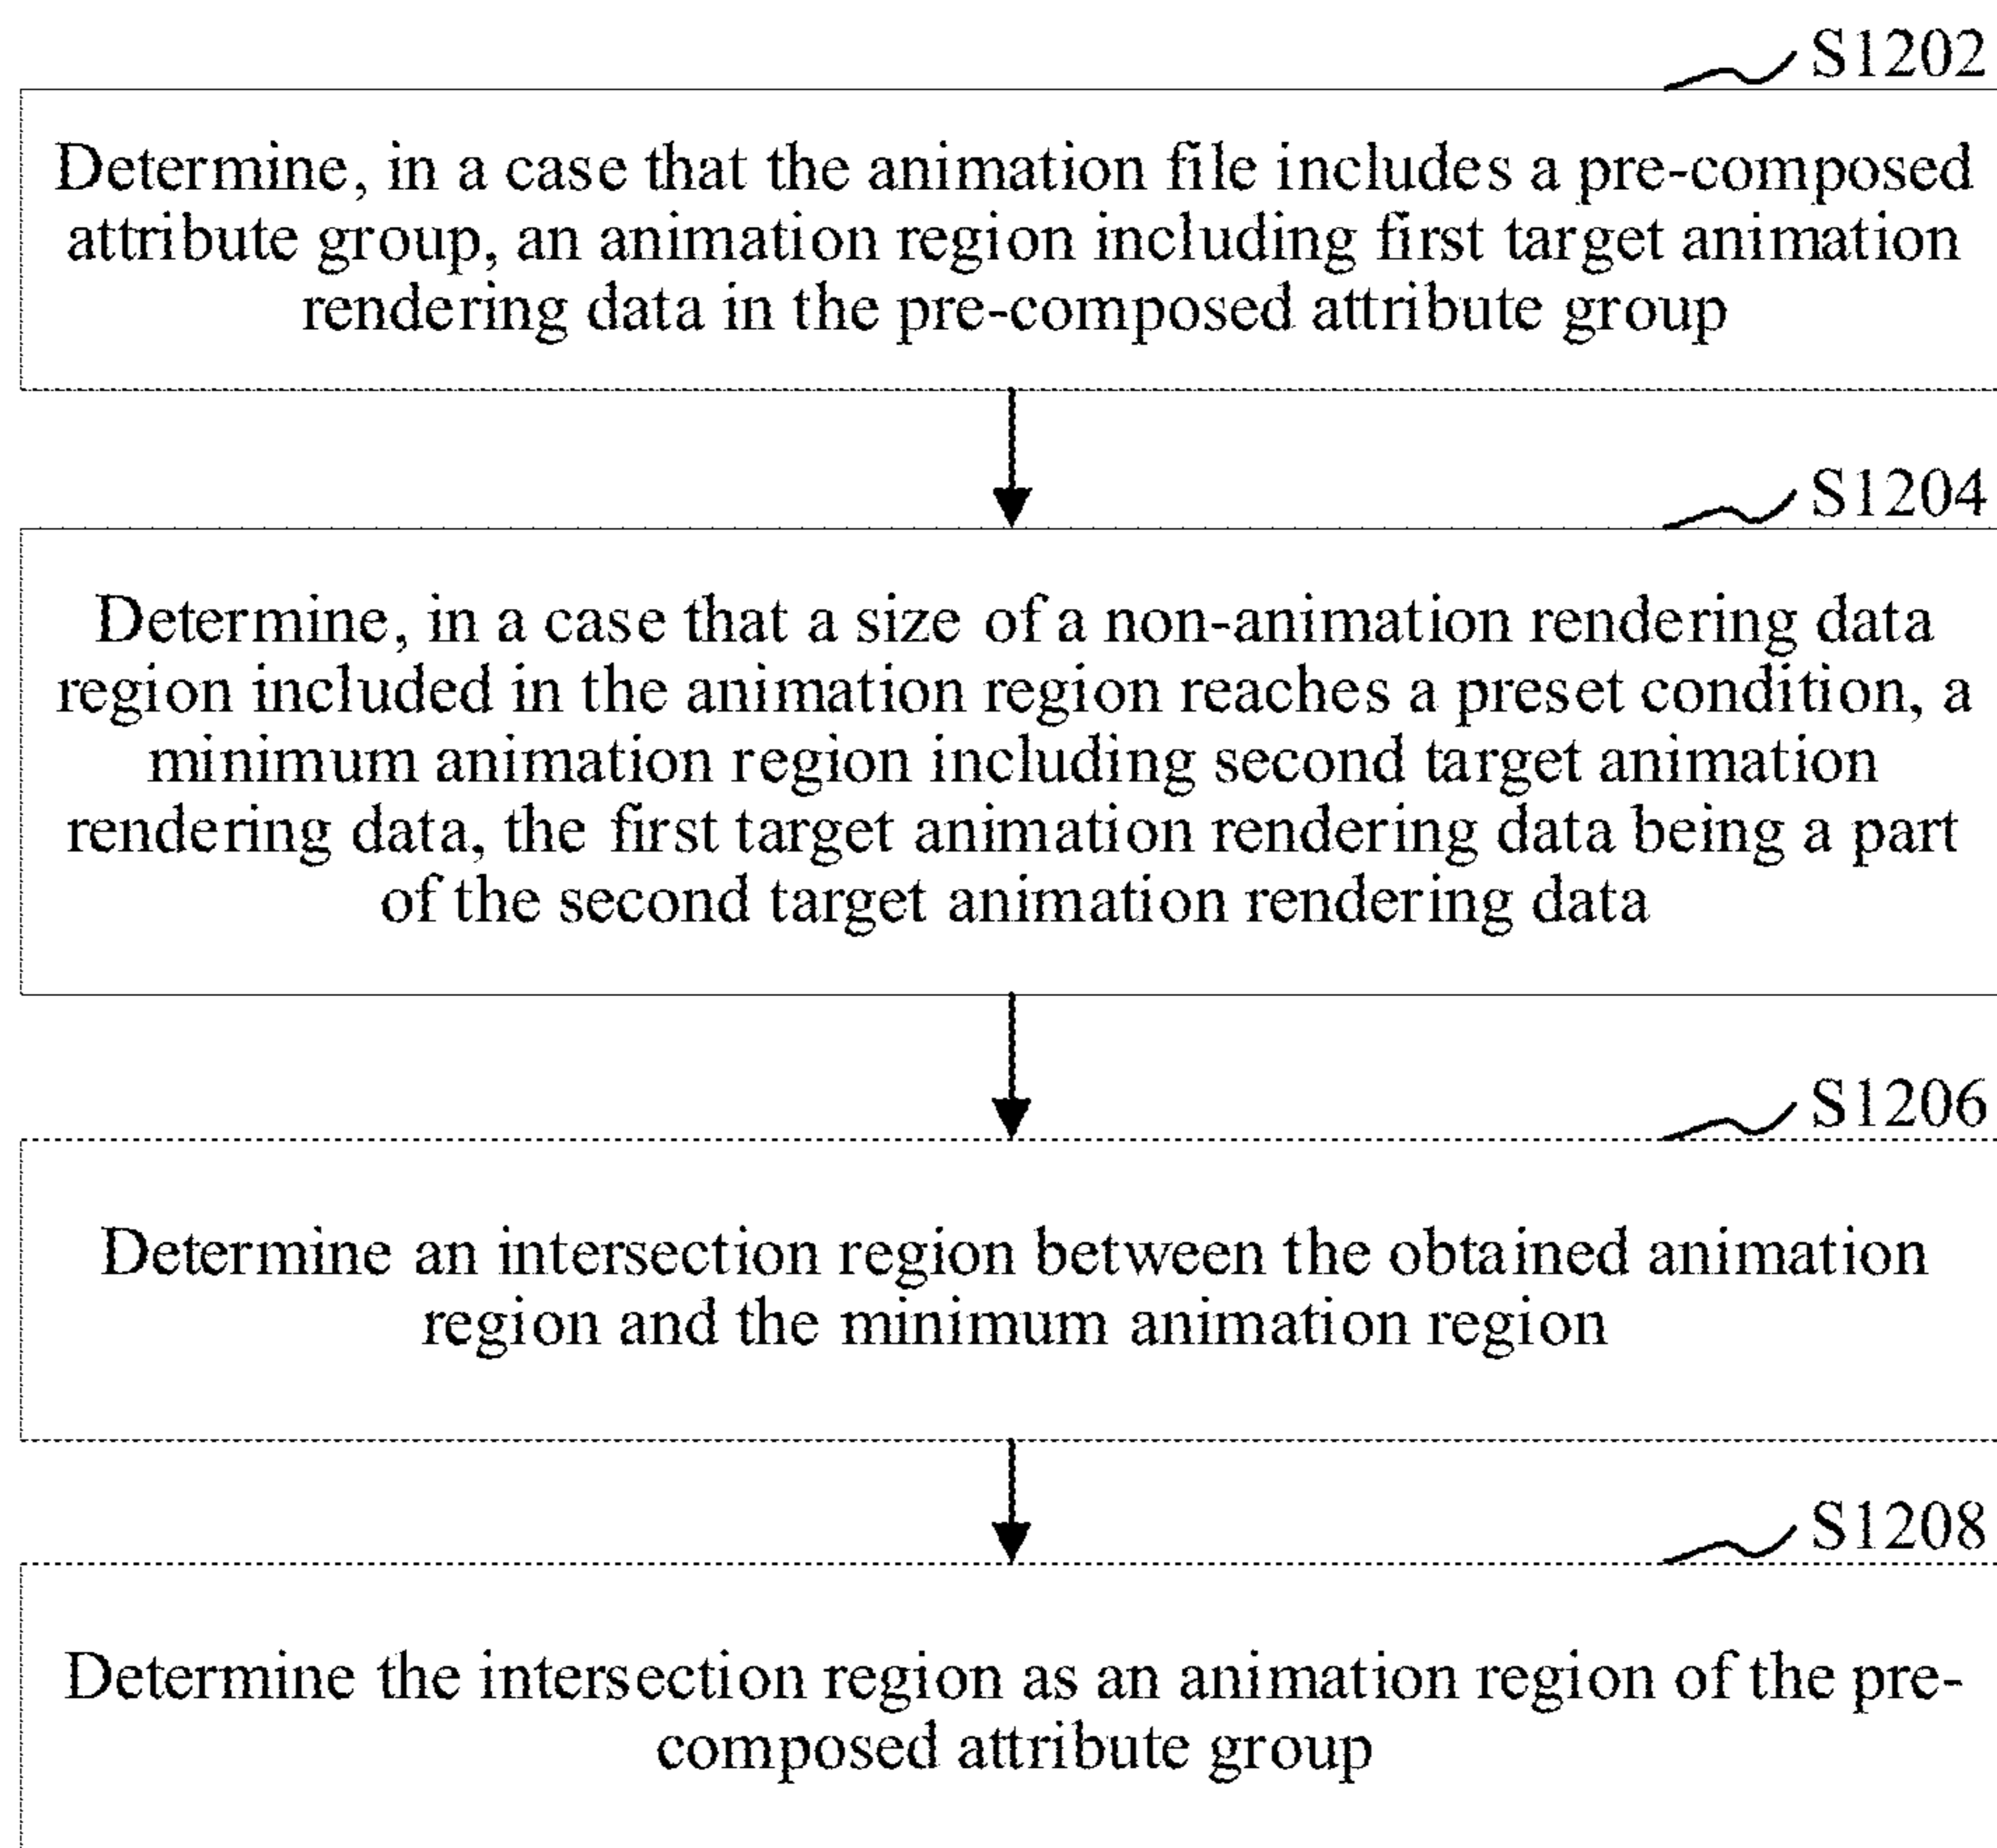 S1202
Determine, in a case that the animation file includes a pre-composed
attribute group, an animation region including first target animation
rendering data in the pre-composed attribute group
S1204
Determine, in a case that a size of a non-animation rendering data
region included in the animation region reaches a preset condition, a
minimum animation region including second target animation
rendering data, the first target animation rendering data being a part
of the second target animation rendering data
S1206
Determine an intersection region between the obtained animation
region and the minimum animation region
S1208
Determine the intersection region as an animation region of the pre-
composed attribute group